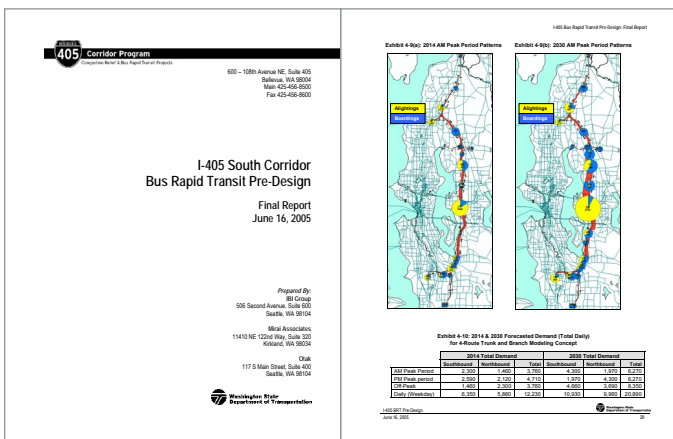 405 Corridor Program
Congestion Relief & Bus Rapid Transit Projects
600 – 108th Avenue NE, Suite 405
Bellevue, WA 98004
Main 425-456-8500
Fax 425-456-8600
I-405 South Corridor
Bus Rapid Transit Pre-Design
Final Report
June 16, 2005
Prepared By:
IBI Group
506 Second Avenue, Suite 600
Seattle, WA 98104
Mirai Associates
11410 NE 122nd Way, Suite 320
Kirkland, WA 98034
Otak
117 S Main Street, Suite 400
Seattle, WA 98104
Washington State
Department of Transportation
I-405 Bus Rapid Transit Pre-Design: Final Report
Exhibit 4-9(a): 2014 AM Peak Period Patterns
Exhibit 4-9(b): 2030 AM Peak Period Patterns
Alightings
Boardings
Alightings
Boardings
Exhibit 4-10: 2014 & 2030 Forecasted Demand (Total Daily)
for 4-Route Trunk and Branch Modeling Concept
2014 Total Demand 2030 Total Demand
Southbound Northbound Total Southbound Northbound Total
AM Peak Period 2,300 1,460 3,760 4,300 1,970 6,270
PM Peak period 2,590 2,120 4,710 1,970 4,300 6,270
Off-Peak 1,460 2,300 3,760 4,660 3,690 8,350
Daily (Weekday) 6,350 5,880 12,230 10,930 9,960 20,890
I-405 BRT Pre-Design
June 16, 2005
Washington State
Department of Transportation